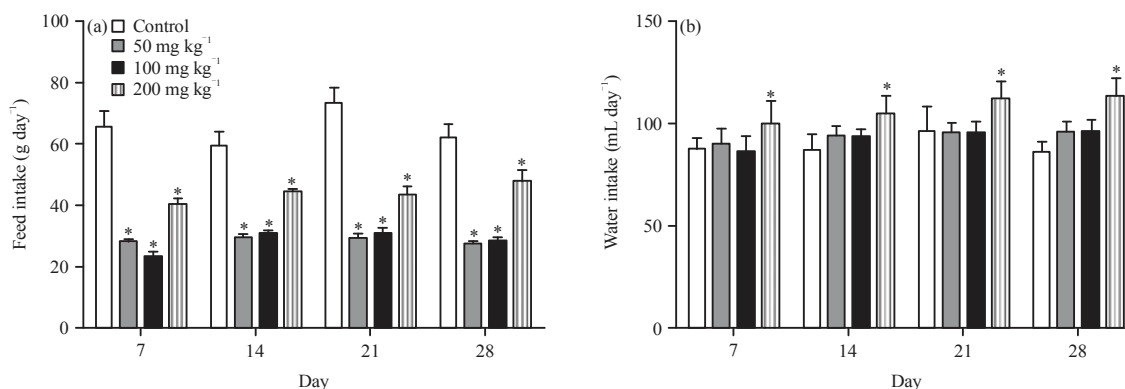 (a)
Control
50 mg kg⁻¹
100 mg kg⁻¹
200 mg kg⁻¹
Feed intake (g day⁻¹)
100
80
60
40
20
0
* * *
* * *
* * *
* * *
7 14 21 28
Day
(b)
Water intake (mL day⁻¹)
150
100
50
0
* * * *
7 14 21 28
Day